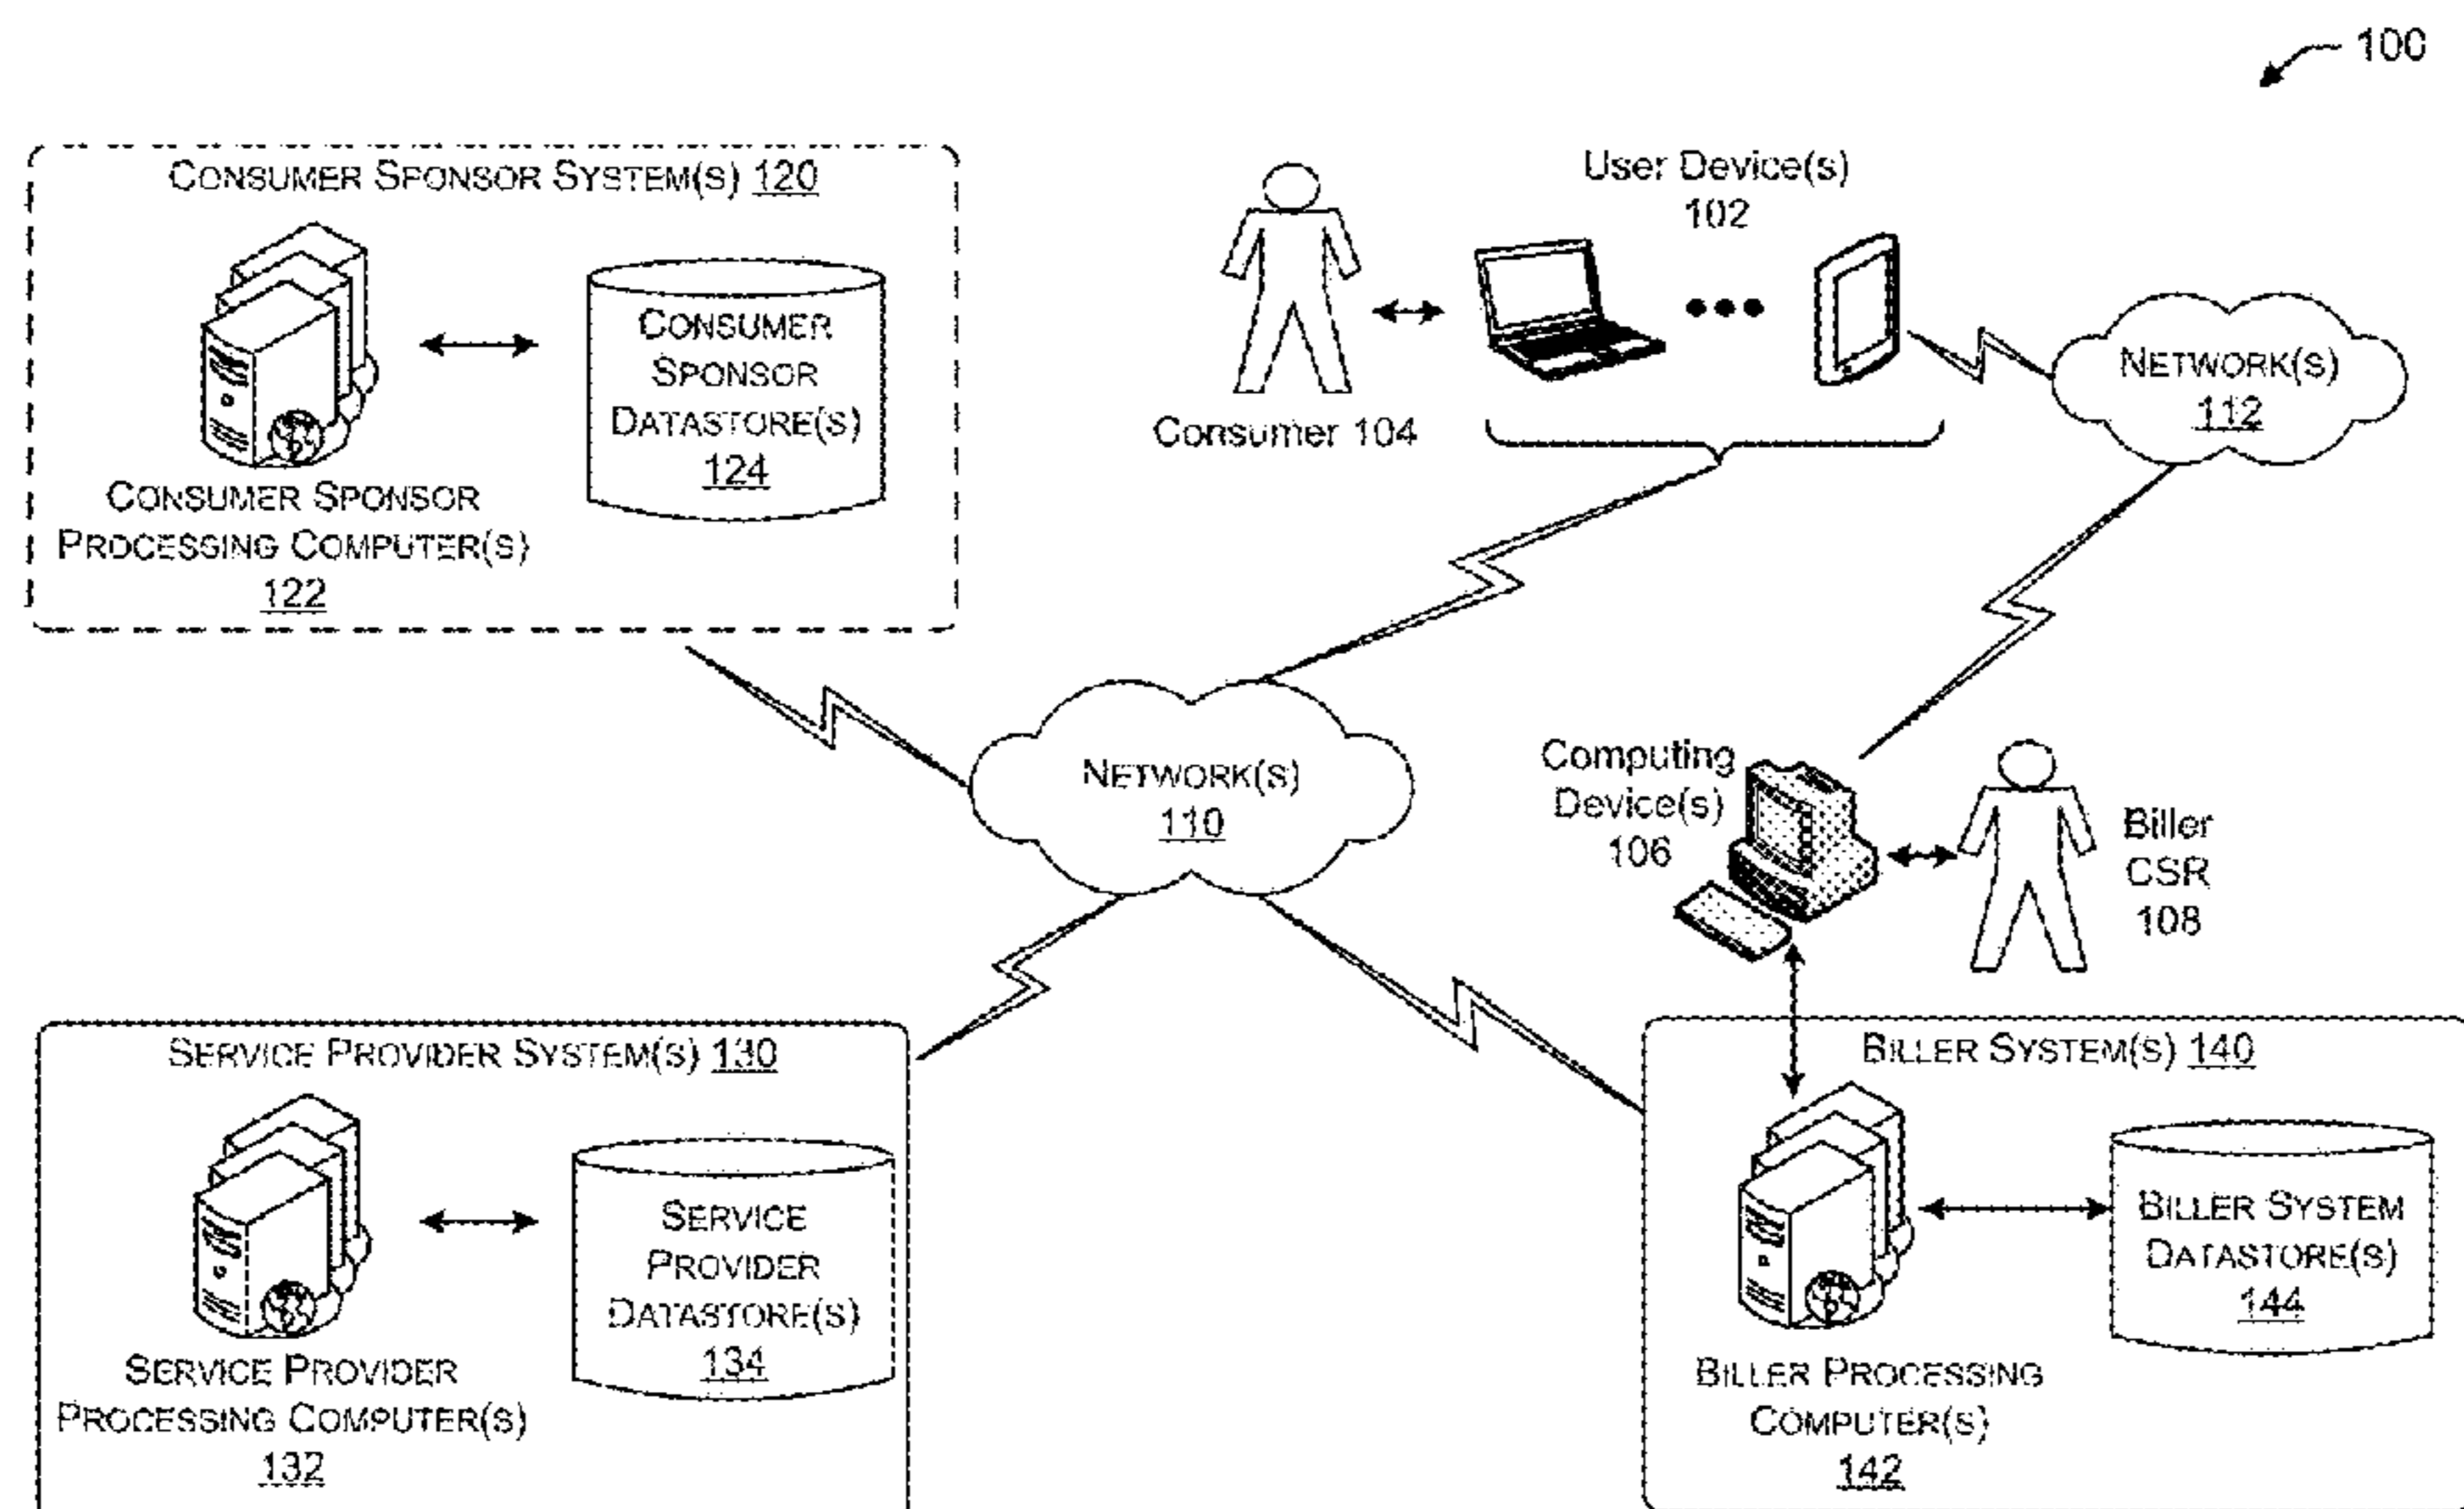 100
CONSUMER SPONSOR SYSTEM(S) 120
CONSUMER
SPONSOR
DATASTORE(S)
124
CONSUMER SPONSOR
PROCESSING COMPUTER(S)
122
User Device(s)
102
Consumer 104
NETWORK(S)
112
NETWORK(S)
110
Computing
Device(s)
106
Biller
CSR
108
SERVICE PROVIDER SYSTEM(S) 130
SERVICE
PROVIDER
DATASTORE(S)
134
SERVICE PROVIDER
PROCESSING COMPUTER(S)
132
BILLER SYSTEM(S) 140
BILLER SYSTEM
DATASTORE(S)
144
BILLER PROCESSING
COMPUTER(S)
142